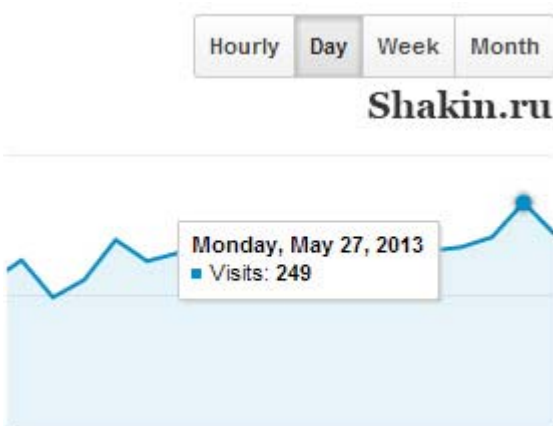 Hourly Day Week Month
Shakin.ru
Monday, May 27, 2013
Visits: 249